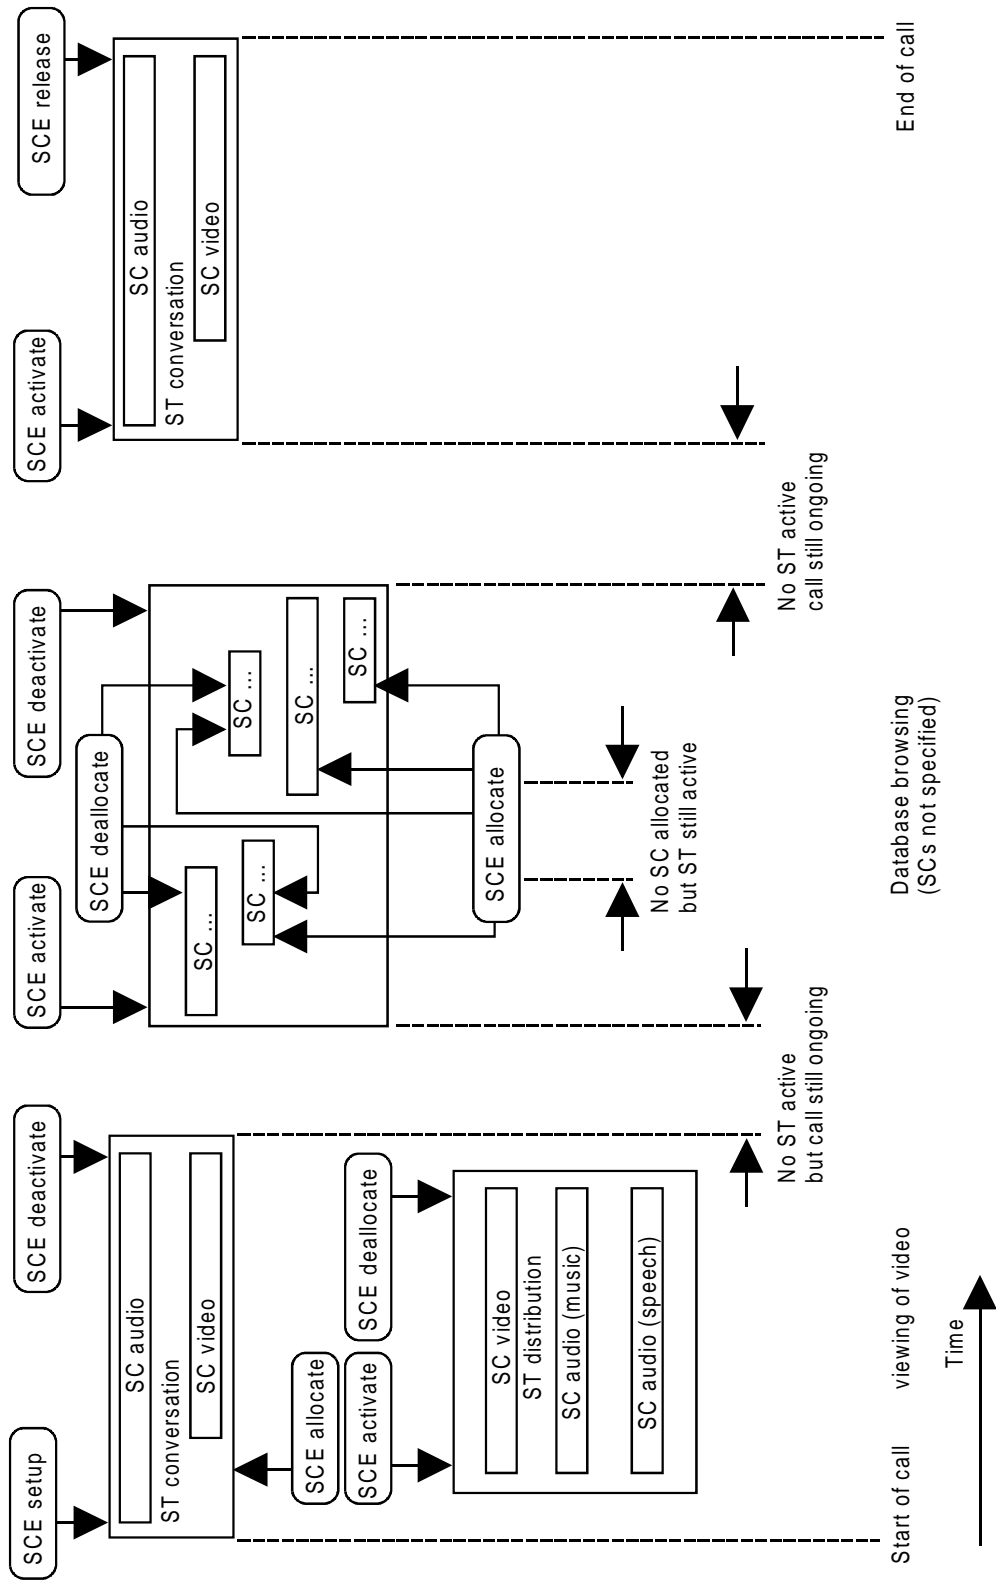 SCE setup
SCE deactivate
SCE activate
SCE deactivate
SCE activate
SCE release
SCE deallocate
SC audio
ST conversation
SC video
SC ...
SC ...
SC ...
SC ...
SC ...
SC audio
ST conversation
SC video
SCE allocate
SCE activate
SCE deallocate
SCE allocate
SC video
ST distribution
SC audio (music)
SC audio (speech)
No SC allocated
but ST still active
No ST active
but call still ongoing
No ST active
call still ongoing
Start of call
viewing of video
Database browsing
(SCs not specified)
End of call
Time